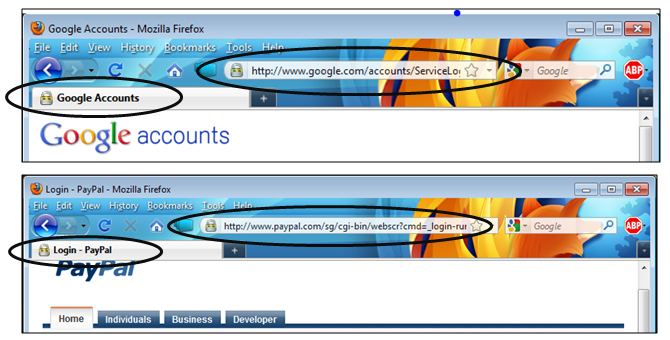 Google Accounts - Mozilla Firefox
File Edit View History Bookmarks Tools Help
http://www.google.com/accounts/ServiceLo Google ABP
Google Accounts +
Google accounts
Login - PayPal - Mozilla Firefox
File Edit View History Bookmarks Tools Help
http://www.paypal.com/sg/cgi-bin/webscr?cmd=_login-run Google ABP
Login - PayPal +
PayPal
Home Individuals Business Developer